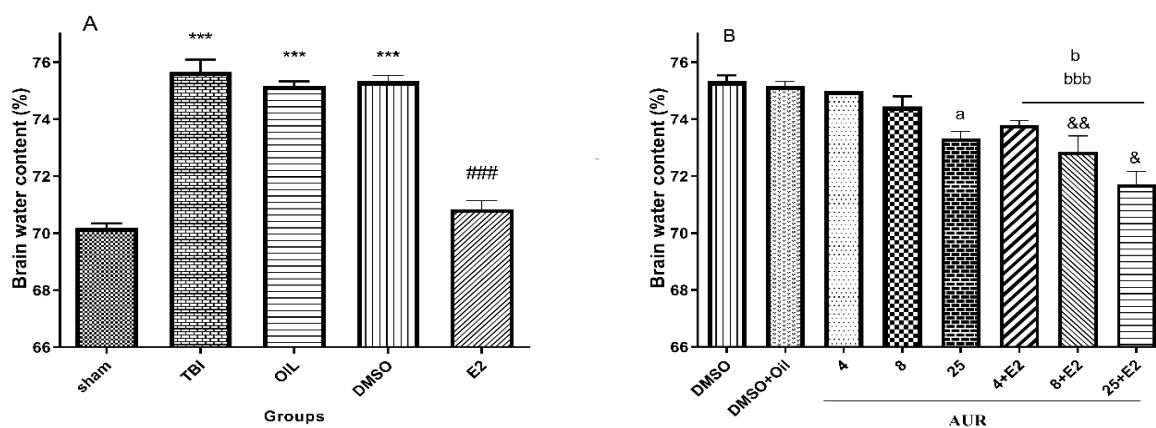 A
Brain water content (%)
76
74
72
70
68
66
***
***
***
###
sham
TBI
OIL
DMSO
E2
Groups
B
Brain water content (%)
76
74
72
70
68
66
b
bbb
a
&&
&
DMSO
DMSO+Oil
4
8
25
4+E2
8+E2
25+E2
AUR